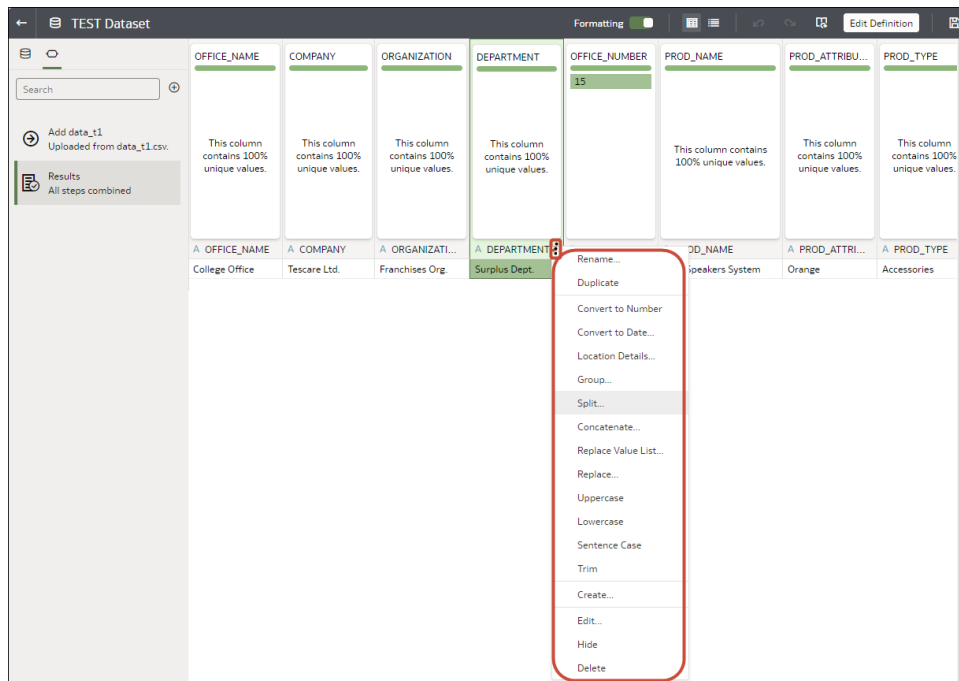 TEST Dataset
Formatting
Edit Definition
Search
Add data_t1
Uploaded from data_t1.csv.
Results
All steps combined
OFFICE_NAME COMPANY ORGANIZATION DEPARTMENT OFFICE_NUMBER PROD_NAME PROD_ATTRIBU... PROD_TYPE
15
This column
contains 100%
unique values.
This column
contains 100%
unique values.
This column
contains 100%
unique values.
This column
contains 100%
unique values.
This column contains
100% unique values.
This column
contains 100%
unique values.
This column
contains 100%
unique values.
A OFFICE_NAME A COMPANY A ORGANIZATI... A DEPARTMENT OD_NAME A PROD_ATTRI... A PROD_TYPE
College Office Tescare Ltd. Franchises Org. Surplus Dept. Speakers System Orange Accessories
Rename...
Duplicate
Convert to Number
Convert to Date...
Location Details...
Group...
Split...
Concatenate...
Replace Value List...
Replace...
Uppercase
Lowercase
Sentence Case
Trim
Create...
Edit...
Hide
Delete